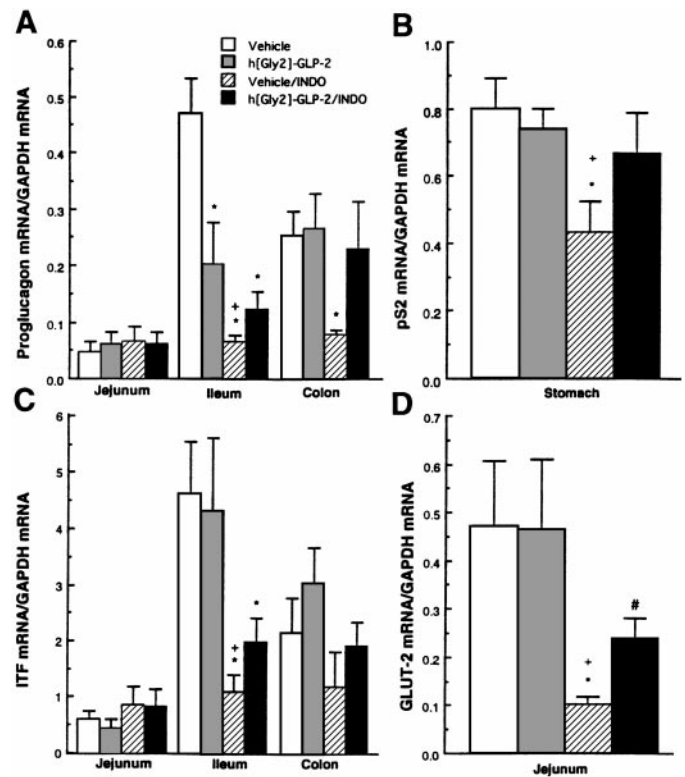 A
Proglucagon mRNA/GAPDH mRNA
0.6
0.5
0.4
0.3
0.2
0.1
0.0
Vehicle
h[Gly2]-GLP-2
Vehicle/INDO
h[Gly2]-GLP-2/INDO
*
+
*
*
*
Jejunum Ileum Colon
B
pS2 mRNA/GAPDH mRNA
1.0
0.8
0.6
0.4
0.2
0.0
+
*
Stomach
C
ITF mRNA/GAPDH mRNA
6
5
4
3
2
1
0
+
*
*
Jejunum Ileum Colon
D
GLUT-2 mRNA/GAPDH mRNA
0.7
0.6
0.5
0.4
0.3
0.2
0.1
0.0
+
*
#
Jejunum